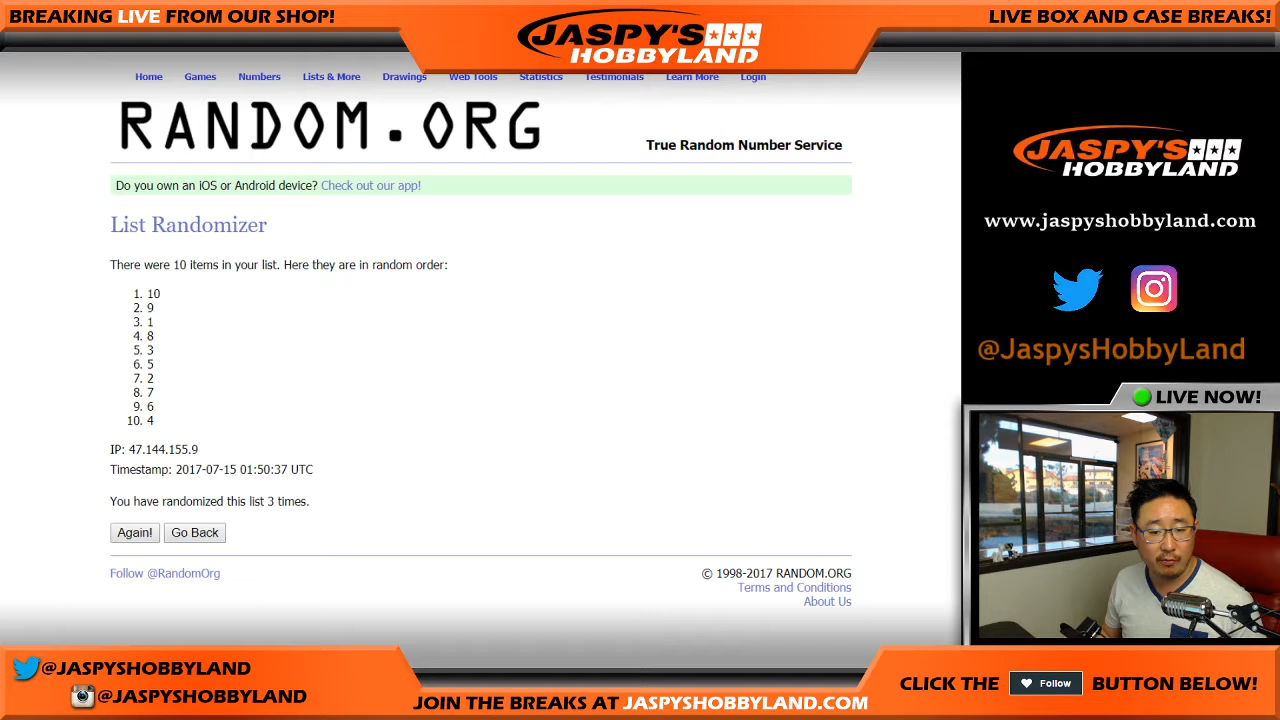 BREAKING LIVE FROM OUR SHOP!
JASPY'S
HOBBYLAND
LIVE BOX AND CASE BREAKS!
Home Games Numbers Lists & More Drawings Web Tools Statistics Testimonials Learn More Login
RANDOM.ORG
True Random Number Service
Do you own an iOS or Android device? Check out our app!
List Randomizer
There were 10 items in your list. Here they are in random order:
1. 10
2. 9
3. 1
4. 8
5. 3
6. 5
7. 2
8. 7
9. 6
10. 4
IP: 47.144.155.9
Timestamp: 2017-07-15 01:50:37 UTC
You have randomized this list 3 times.
Again! Go Back
Follow @RandomOrg
© 1998-2017 RANDOM.ORG
Terms and Conditions
About Us
JASPY'S
HOBBYLAND
www.jaspyshobbyland.com
@JaspysHobbyLand
LIVE NOW!
@JASPYSHOBBYLAND
@JASPYSHOBBYLAND
JOIN THE BREAKS AT JASPYSHOBBYLAND.COM
CLICK THE Follow BUTTON BELOW!